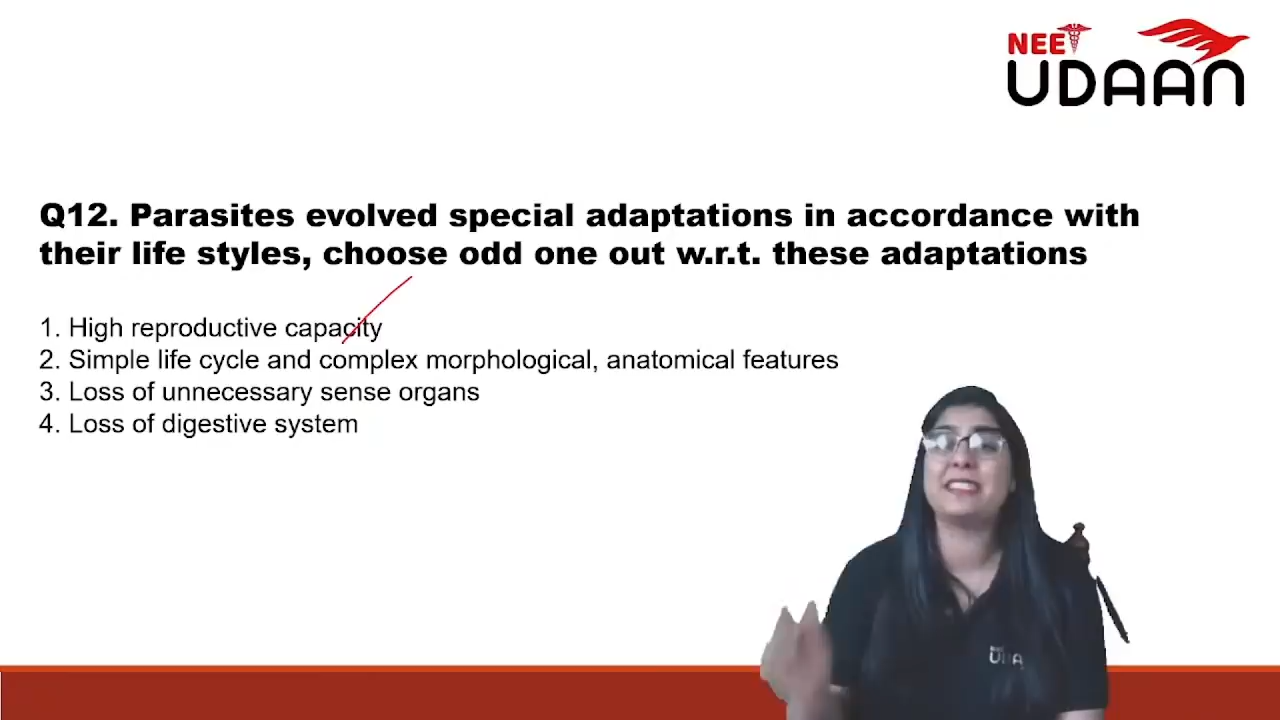 NEET
UDAAN
Q12. Parasites evolved special adaptations in accordance with
their life styles, choose odd one out w.r.t. these adaptations
1. High reproductive capacity
2. Simple life cycle and complex morphological, anatomical features
3. Loss of unnecessary sense organs
4. Loss of digestive system